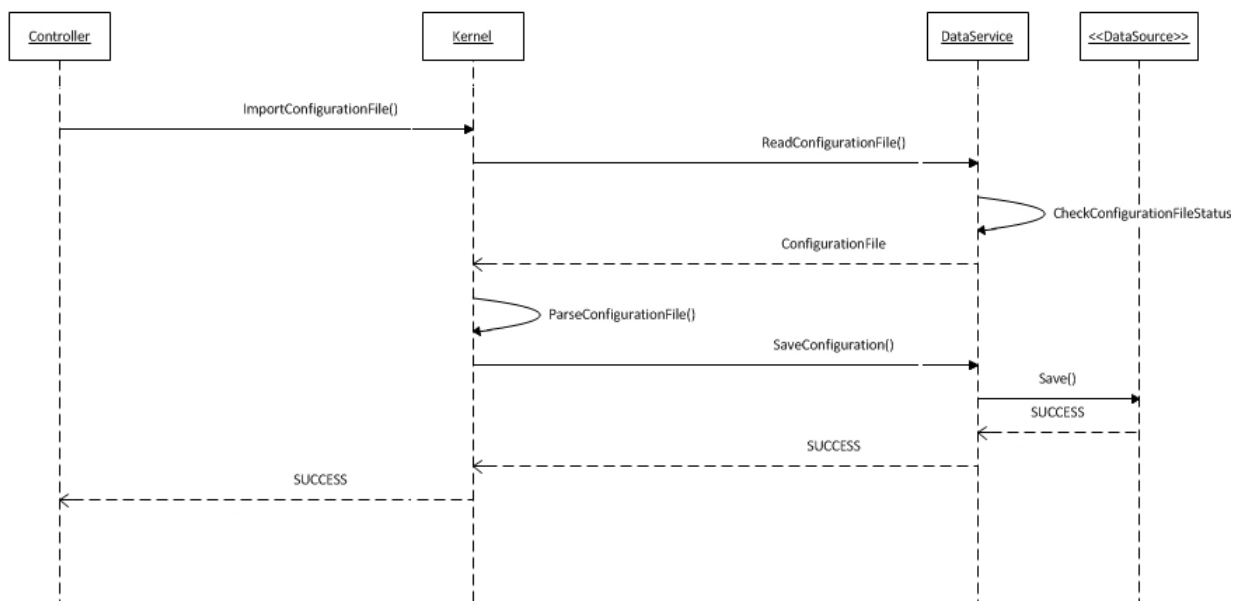 Controller
Kernel
DataService
<<DataSource>>
ImportConfigurationFile()
ReadConfigurationFile()
CheckConfigurationFileStatus
ConfigurationFile
ParseConfigurationFile()
SaveConfiguration()
Save()
SUCCESS
SUCCESS
SUCCESS